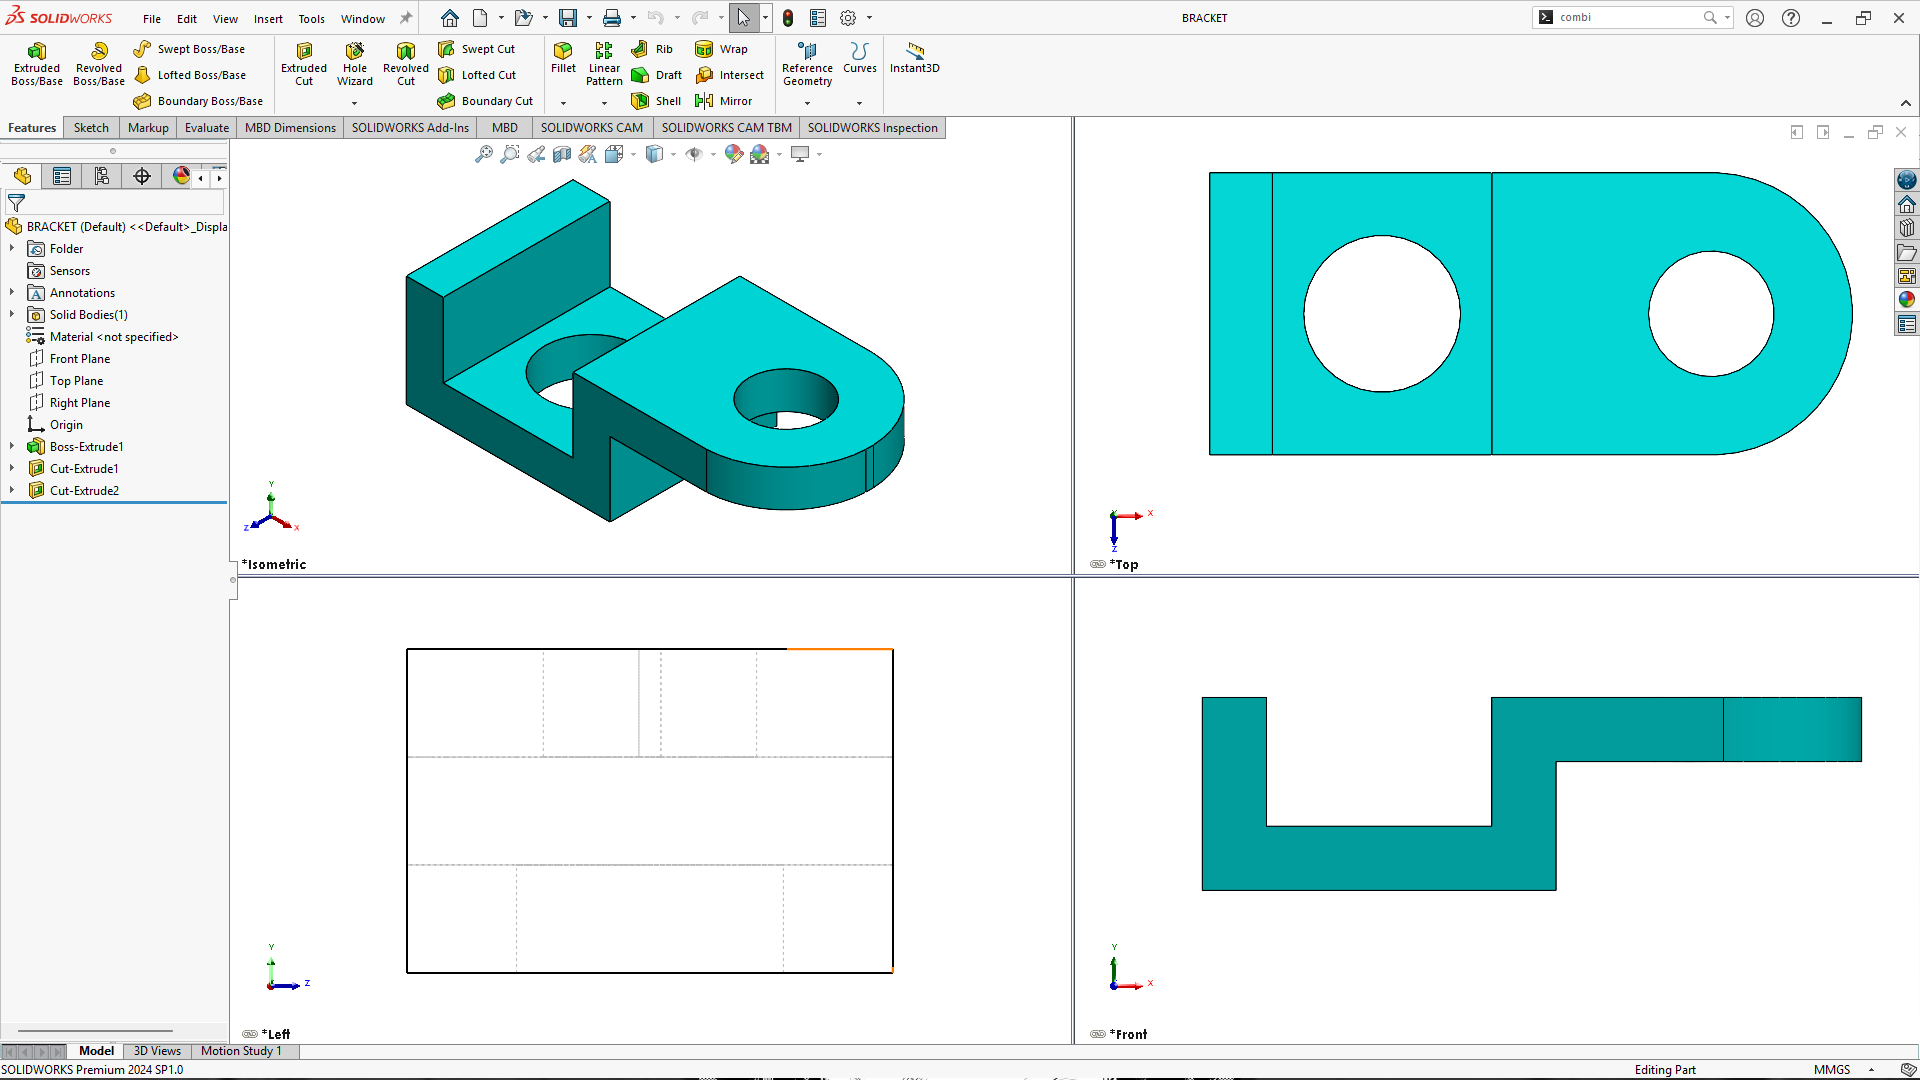 SOLIDWORKS File Edit View Insert Tools Window BRACKET combi
Extruded Boss/Base
Revolved Boss/Base
Swept Boss/Base
Lofted Boss/Base
Boundary Boss/Base
Extruded Cut
Hole Wizard
Revolved Cut
Swept Cut
Lofted Cut
Boundary Cut
Fillet
Linear Pattern
Rib
Draft
Shell
Wrap
Intersect
Mirror
Reference Geometry
Curves
Instant3D
Features Sketch Markup Evaluate MBD Dimensions SOLIDWORKS Add-Ins MBD SOLIDWORKS CAM SOLIDWORKS CAM TBM SOLIDWORKS Inspection
BRACKET (Default) <<Default>_Displa
Folder
Sensors
Annotations
Solid Bodies(1)
Material <not specified>
Front Plane
Top Plane
Right Plane
Origin
Boss-Extrude1
Cut-Extrude1
Cut-Extrude2
Y
Z
X
*Isometric
Y
X
Z
*Top
Y
Z
*Left
Y
X
*Front
Model 3D Views Motion Study 1
SOLIDWORKS Premium 2024 SP1.0 Editing Part MMGS